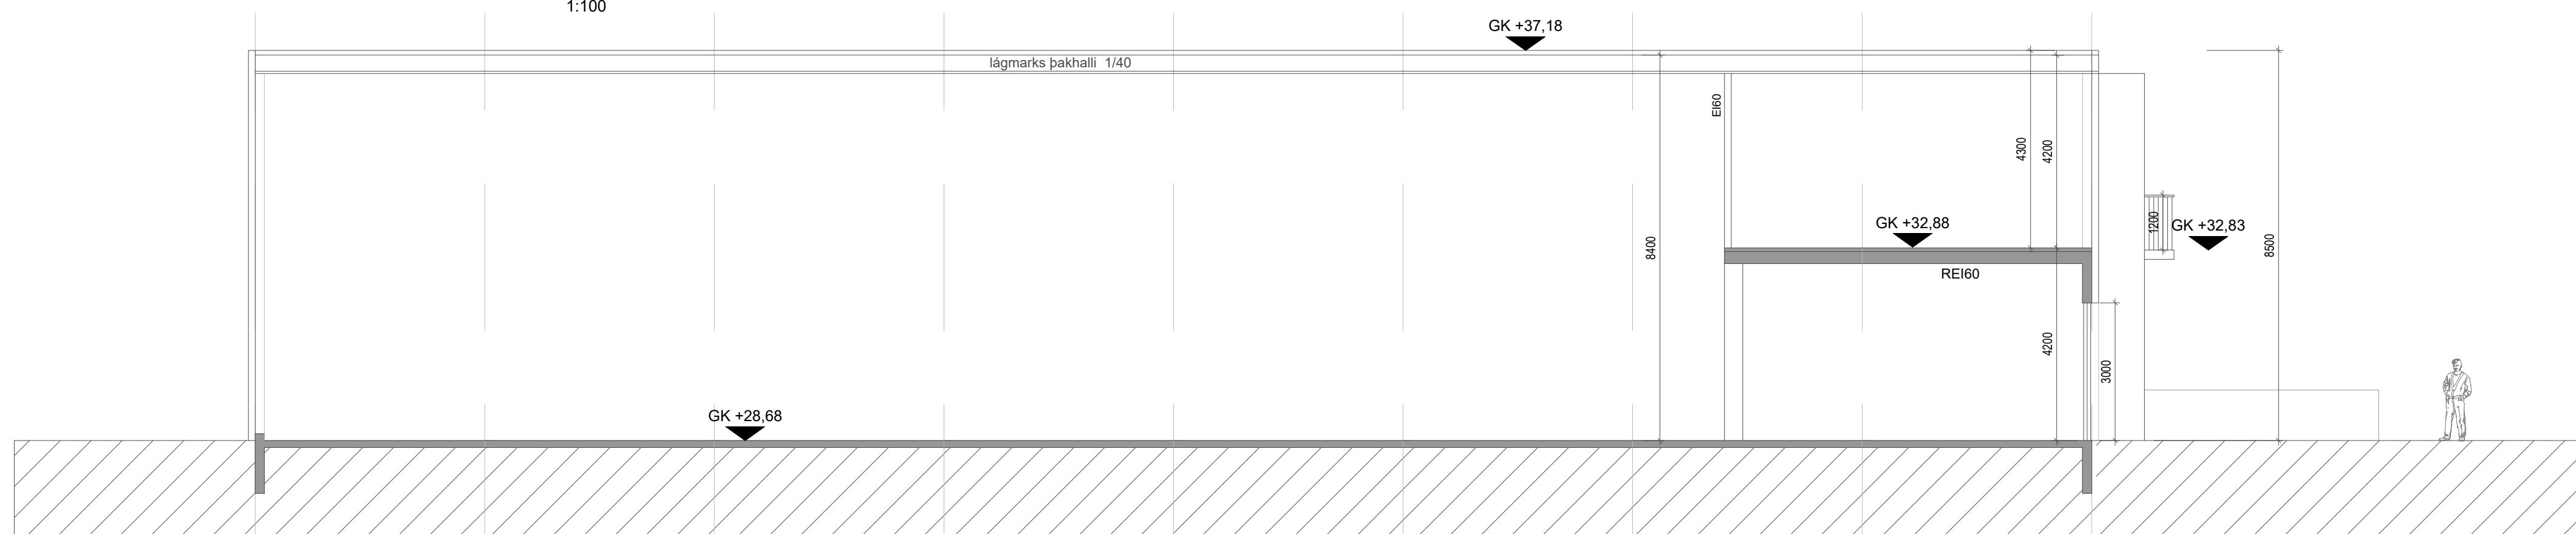 1:100
GK +37,18
lágmarks þakhalli 1/40
EI60
4300
4200
8400
GK +32,88
REI60
1200
GK +32,83
8500
4200
3000
GK +28,68